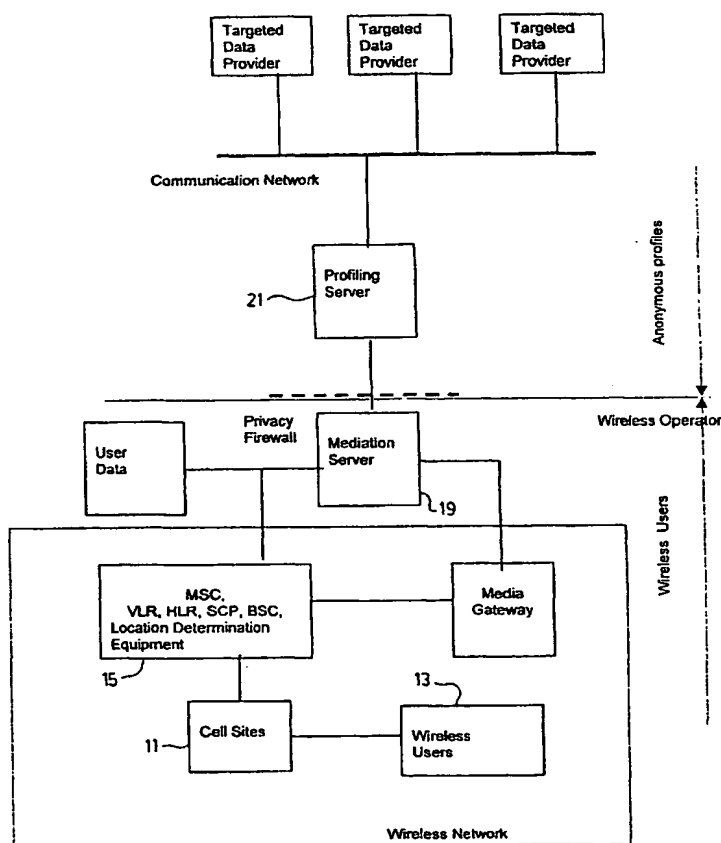 Targeted
Data
Provider
Targeted
Data
Provider
Targeted
Data
Provider
Communication Network
Profiling
Server
21
Anonymous profiles
Privacy
Firewall
Wireless Operator
User
Data
Mediation
Server
19
Wireless Users
MSC,
VLR, HLR, SCP, BSC,
Location Determination
Equipment
15
Media
Gateway
13
11
Cell Sites
Wireless
Users
Wireless Network